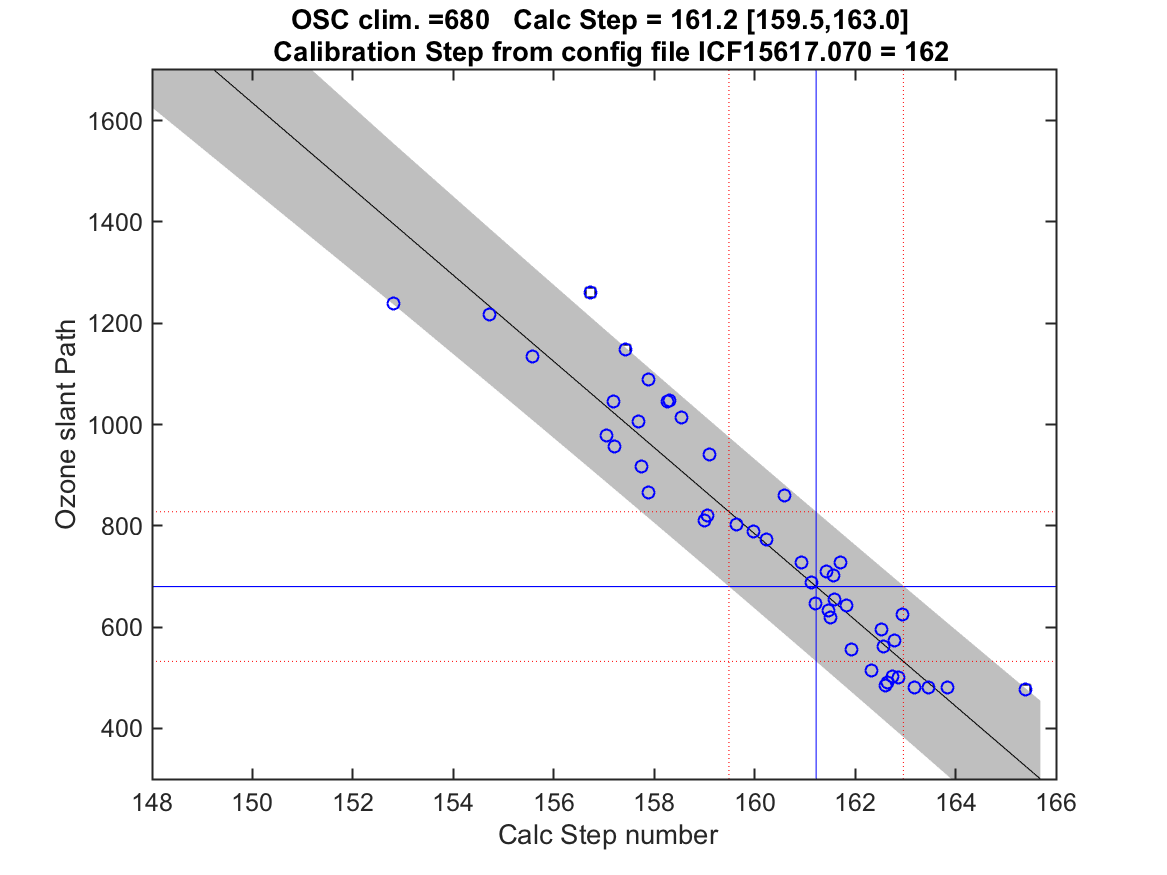 OSC clim. =680   Calc Step = 161.2 [159.5,163.0]
Calibration Step from config file ICF15617.070 = 162
Ozone slant Path
1600
1400
1200
1000
800
600
400
148 150 152 154 156 158 160 162 164 166
Calc Step number